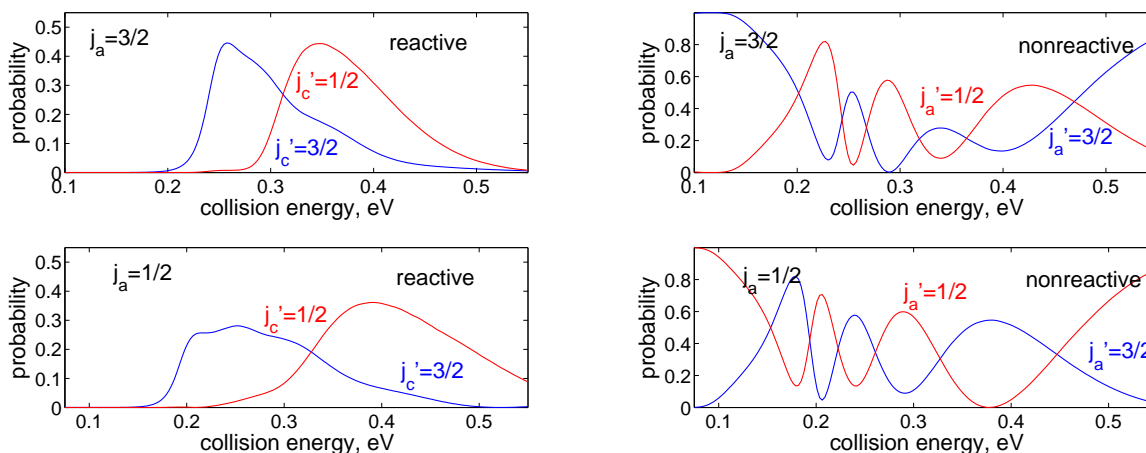 0.5
0.4
0.3
0.2
0.1
0
probability
j_a=3/2
reactive
j_c'=1/2
j_c'=3/2
0.1 0.2 0.3 0.4 0.5
collision energy, eV
0.8
0.6
0.4
0.2
0
probability
j_a=3/2
nonreactive
j_a'=1/2
j_a'=3/2
0.1 0.2 0.3 0.4 0.5
collision energy, eV
0.5
0.4
0.3
0.2
0.1
0
probability
j_a=1/2
reactive
j_c'=1/2
j_c'=3/2
0.1 0.2 0.3 0.4 0.5
collision energy, eV
0.8
0.6
0.4
0.2
0
probability
j_a=1/2
nonreactive
j_a'=1/2
j_a'=3/2
0.1 0.2 0.3 0.4 0.5
collision energy, eV